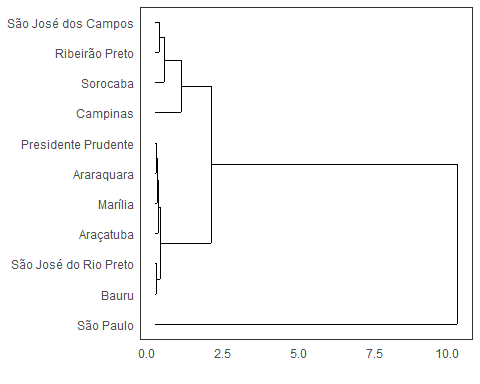 São José dos Campos
Ribeirão Preto
Sorocaba
Campinas
Presidente Prudente
Araraquara
Marília
Araçatuba
São José do Rio Preto
Bauru
São Paulo
0.0 2.5 5.0 7.5 10.0